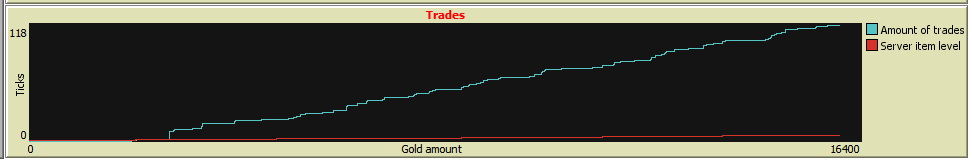 Trades
118
Ticks
0
0
Gold amount
16400
Amount of trades
Server item level